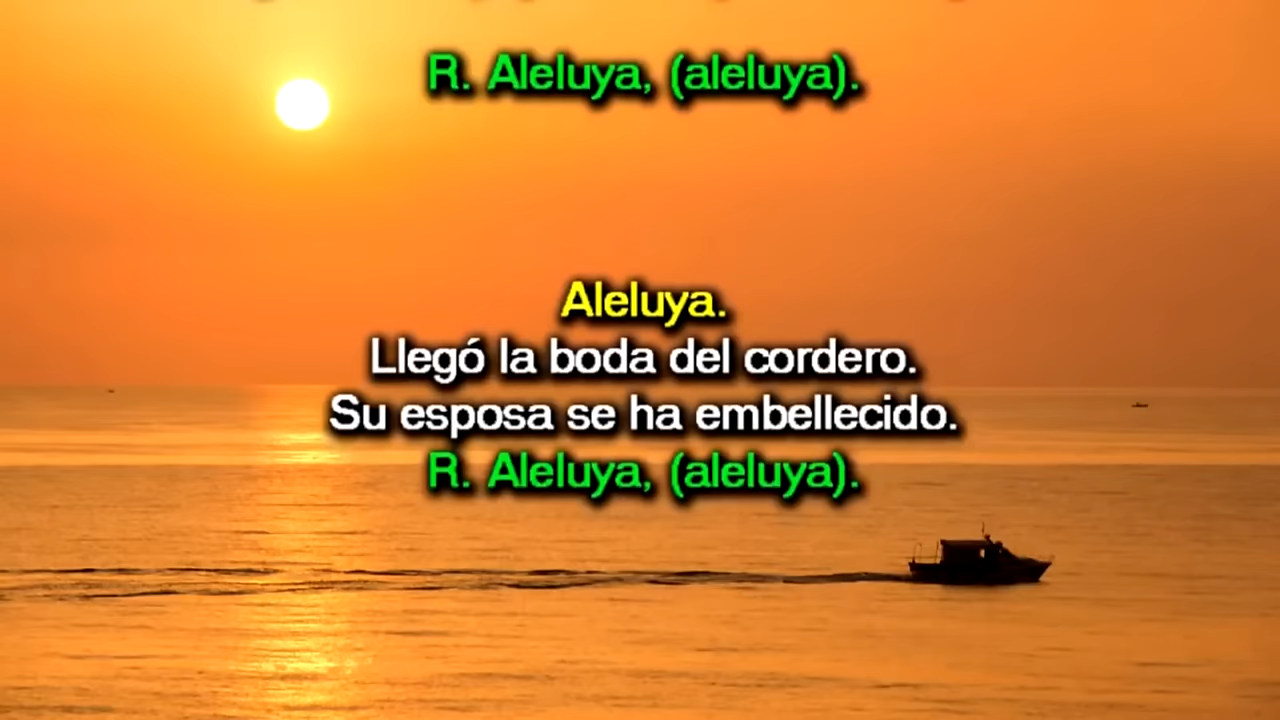 R. Aleluya, (aleluya).
Aleluya.
Llegó la boda del cordero.
Su esposa se ha embellecido.
R. Aleluya, (aleluya).